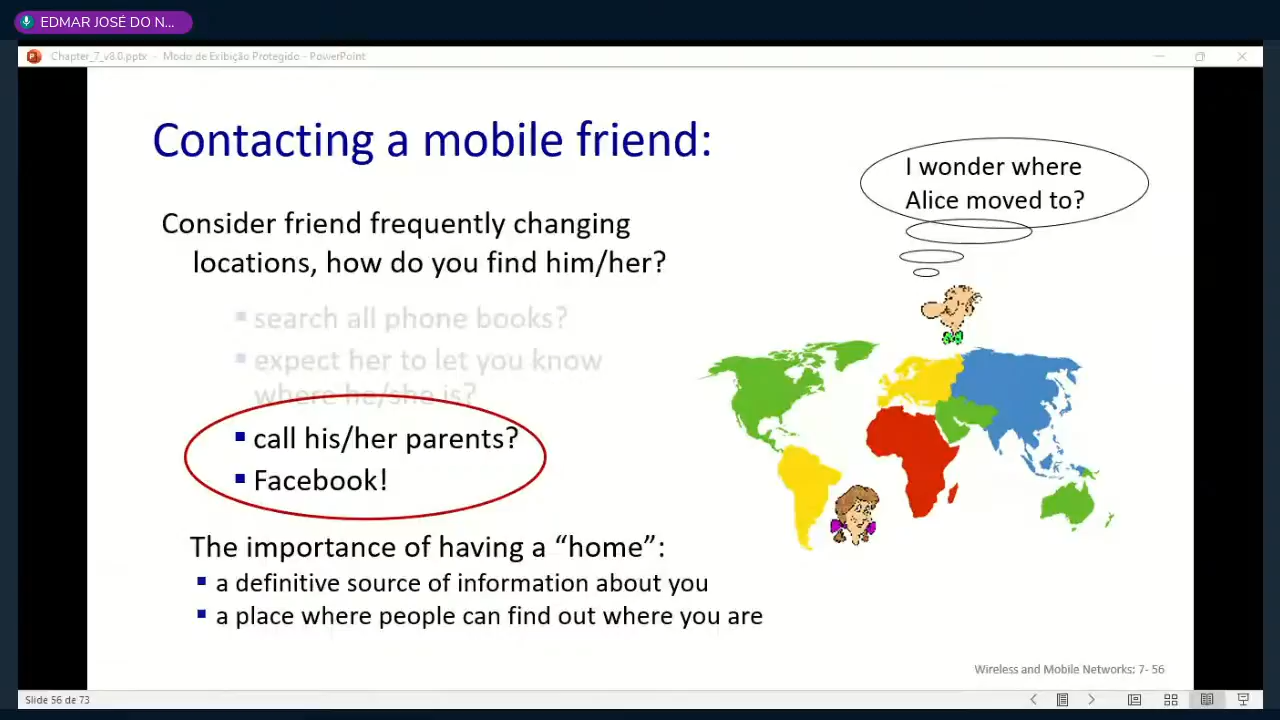 EDMAR JOSÉ DO N...
Chapter_7_v8.0.pptx - Modo de Exibição Protegido - PowerPoint
Contacting a mobile friend:
I wonder where
Alice moved to?
Consider friend frequently changing
locations, how do you find him/her?
▪ search all phone books?
▪ expect her to let you know
where he/she is?
▪ call his/her parents?
▪ Facebook!
The importance of having a “home”:
▪ a definitive source of information about you
▪ a place where people can find out where you are
Wireless and Mobile Networks: 7- 56
Slide 56 de 73